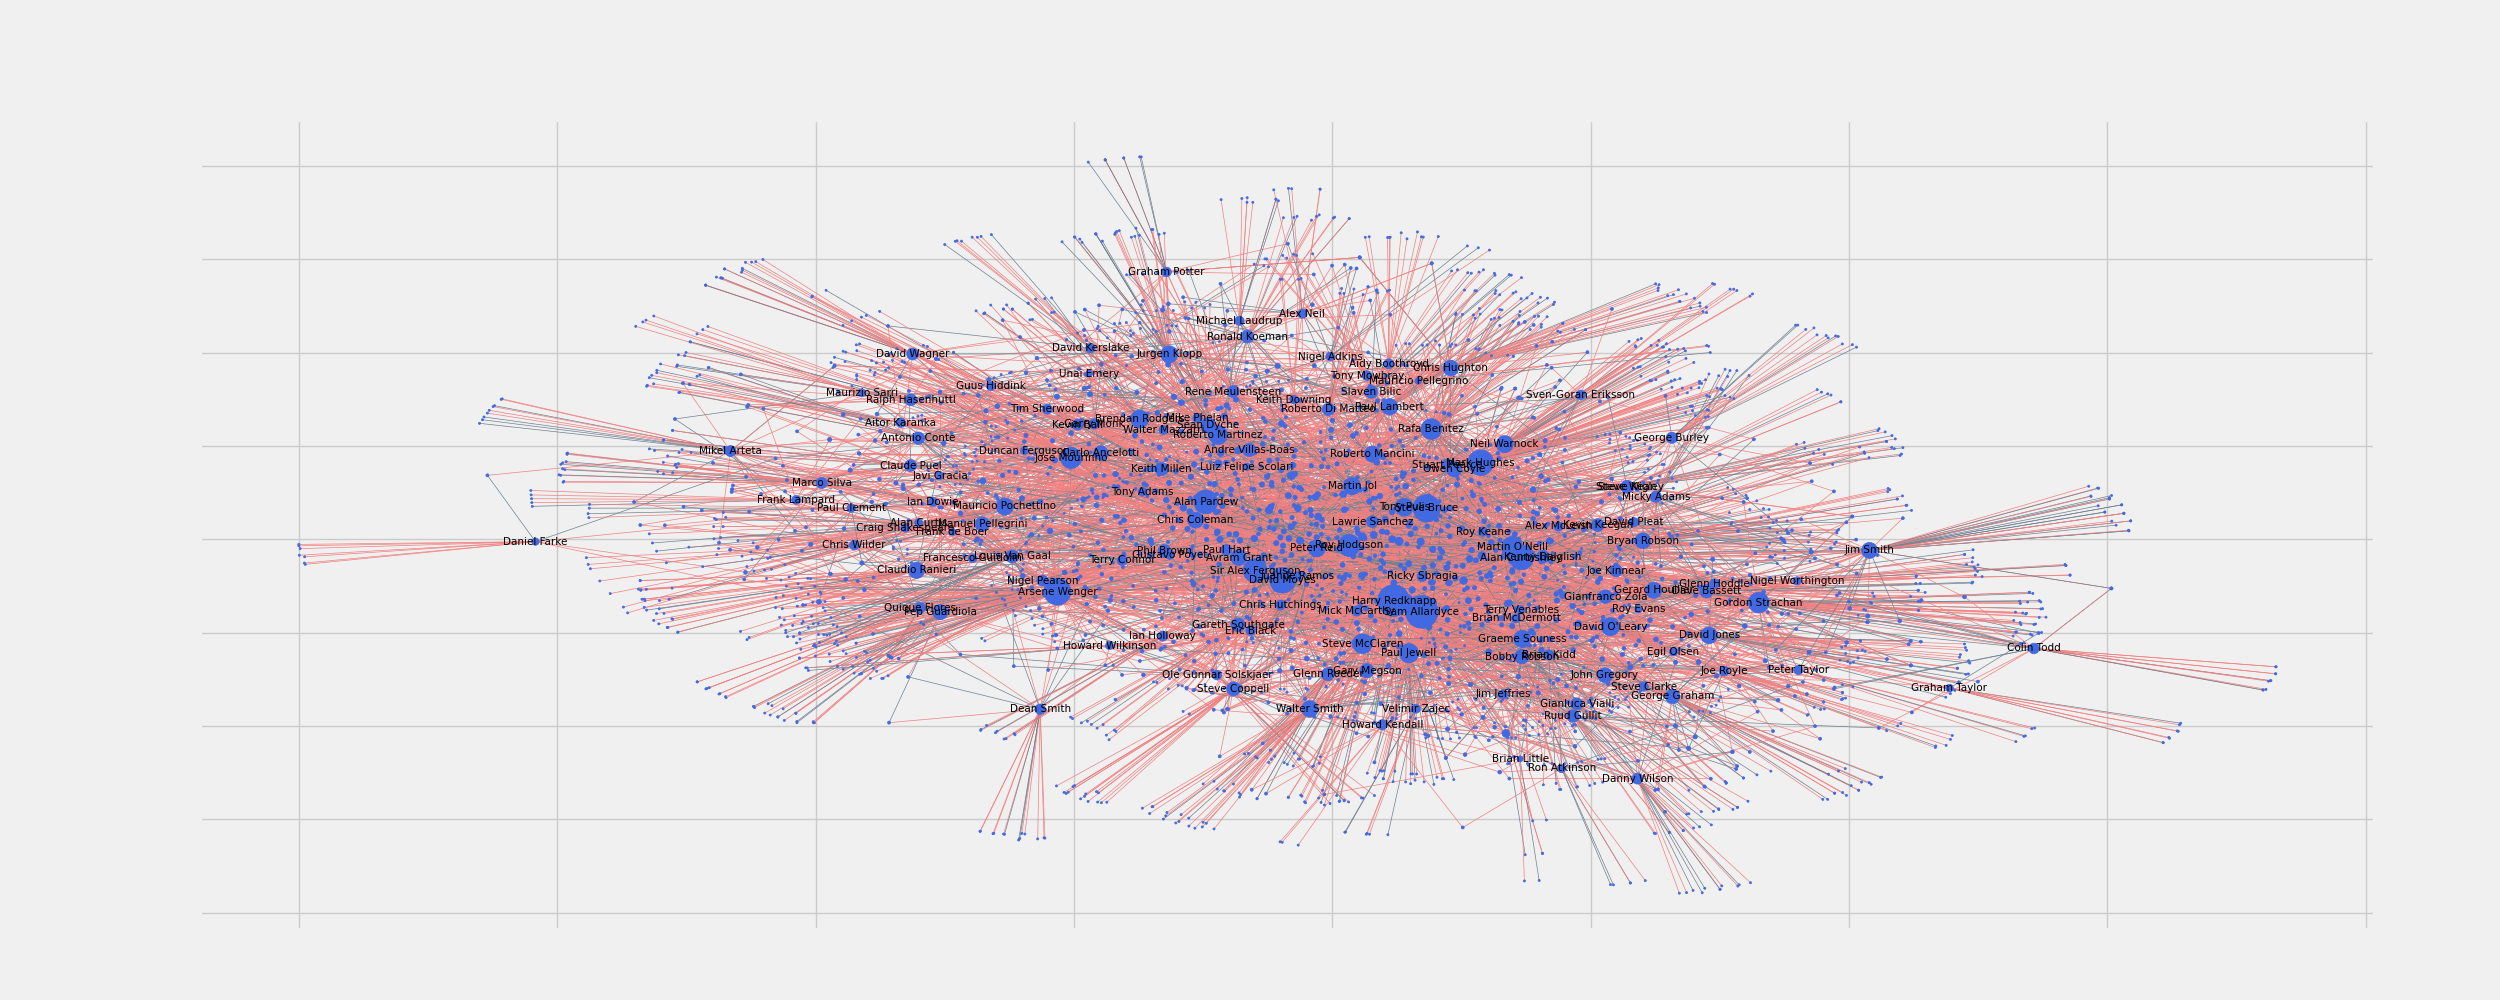 Graham Potter
Michael Laudrup
Alex Neil
Ronald Koeman
David Kerslake
David Wagner
Jurgen Klopp
Nigel Adkins
Aidy Boothroyd
Chris Hughton
Unai Emery
Tony Mowbray
Mauricio Pellegrino
Guus Hiddink
Maurizio Sarri
Rene Meulensteen
Slaven Bilic
Sven-Goran Eriksson
Ralph Hasenhuttl
Keith Downing
Tim Sherwood
Roberto Di Matteo
Paul Lambert
Brendan Rodgers
Mike Phelan
Aitor Karanka
Kevin Ball
Gary Monk
Sean Dyche
Walter Mazzarri
Rafa Benitez
Roberto Martinez
Antonio Conte
George Burley
Neil Warnock
Mikel Arteta
Duncan Ferguson
Andre Villas-Boas
Carlo Ancelotti
Roberto Mancini
Jose Mourinho
Mark Hughes
Claude Puel
Keith Millen
Luiz Felipe Scolari
Owen Coyle
Javi Gracia
Marco Silva
Martin Jol
Tony Adams
Micky Adams
Frank Lampard
Ian Dowie
Alan Pardew
Paul Clement
Mauricio Pochettino
Tony Pulis
Steve Bruce
Chris Coleman
Lawrie Sanchez
David Pleat
Alan Curtis
Manuel Pellegrini
Craig Shakespeare
Alex McLeish
Kevin Keegan
Frank de Boer
Roy Keane
Bryan Robson
Chris Wilder
Daniel Farke
Roy Hodgson
Peter Reid
Martin O'Neill
Phil Brown
Paul Hart
Jim Smith
Gustavo Poyet
Louis van Gaal
Francesco Guidolin
Avram Grant
Alan Curbishley
Kenny Dalglish
Terry Connor
Claudio Ranieri
Sir Alex Ferguson
Joe Kinnear
Juande Ramos
Ricky Sbragia
David Moyes
Nigel Pearson
Nigel Worthington
Glenn Hoddle
Arsene Wenger
Gerard Houllier
Dave Bassett
Gianfranco Zola
Harry Redknapp
Gordon Strachan
Chris Hutchings
Quique Flores
Pep Guardiola
Mick McCarthy
Sam Allardyce
Terry Venables
Roy Evans
Brian McDermott
Gareth Southgate
David O'Leary
Eric Black
Ian Holloway
David Jones
Graeme Souness
Howard Wilkinson
Steve McClaren
Colin Todd
Paul Jewell
Egil Olsen
Brian Kidd
Bobby Robson
Gary Megson
Joe Royle
Peter Taylor
Ole Gunnar Solskjaer
Glenn Roeder
John Gregory
Steve Coppell
Steve Clarke
Graham Taylor
Jim Jeffries
George Graham
Gianluca Vialli
Dean Smith
Walter Smith
Velimir Zajec
Ruud Gullit
Howard Kendall
Brian Little
Ron Atkinson
Danny Wilson